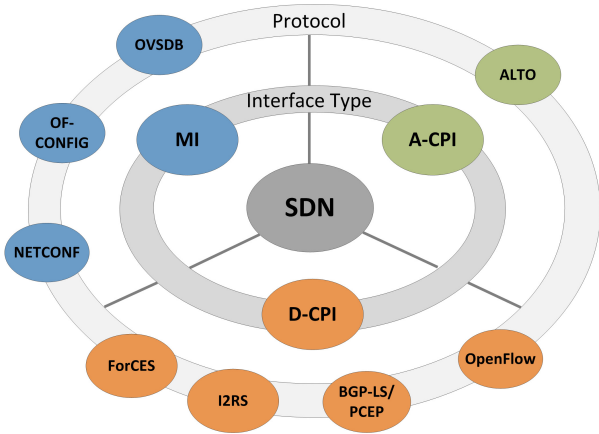 Protocol
OVSDB
ALTO
Interface Type
OF-
CONFIG
MI
A-CPI
SDN
NETCONF
D-CPI
ForCES
OpenFlow
I2RS
BGP-LS/
PCEP